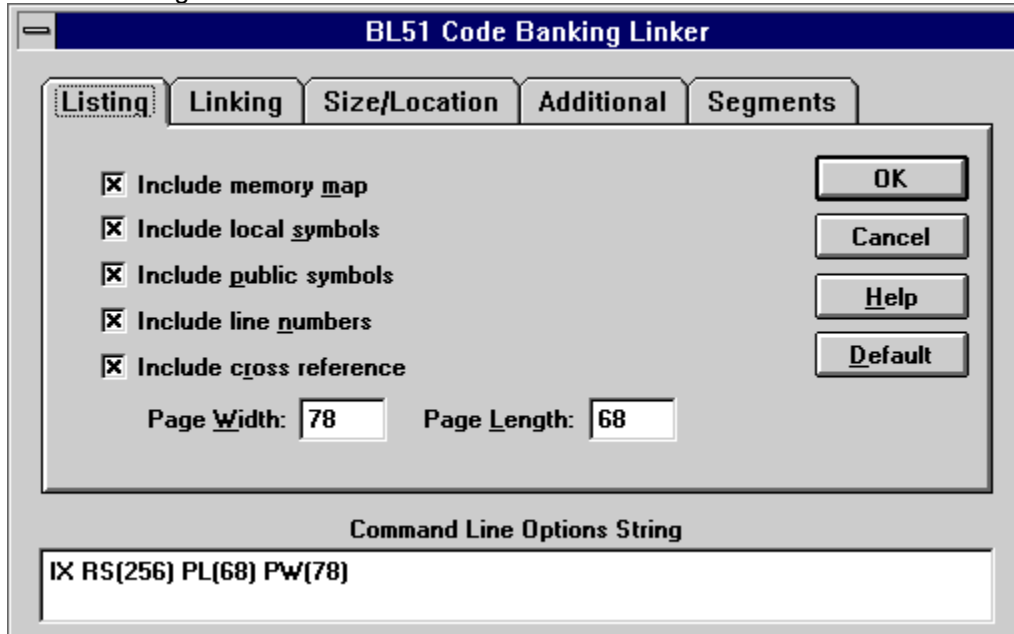 BL51 Code Banking Linker
Listing Linking Size/Location Additional Segments
Include memory map
Include local symbols
Include public symbols
Include line numbers
Include cross reference
Page Width: 78 Page Length: 68
OK
Cancel
Help
Default
Command Line Options String
IX RS(256) PL(68) PW(78)